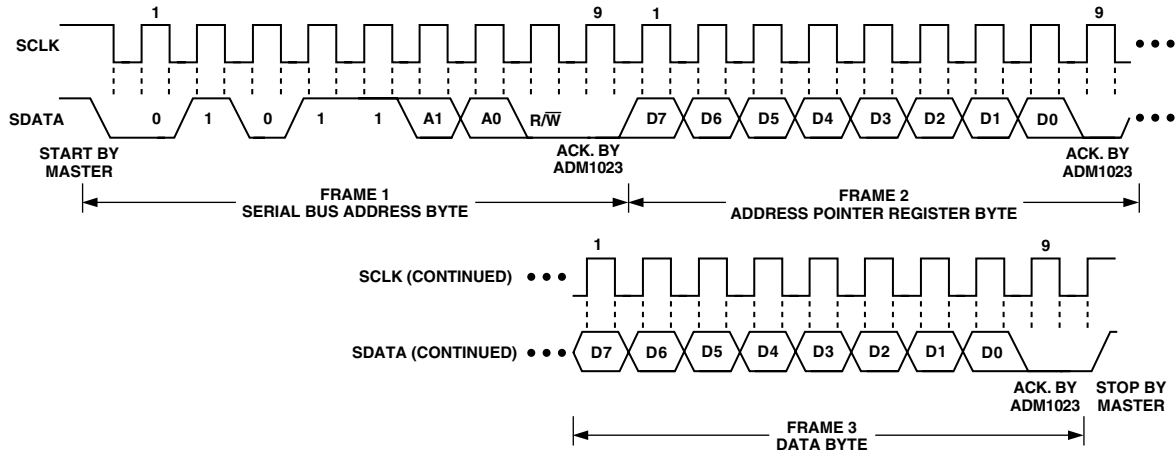 1 9 1 9
SCLK
SDATA 0 1 0 1 1 A1 A0 R/W̅ D7 D6 D5 D4 D3 D2 D1 D0
START BY
MASTER
ACK. BY
ADM1023
ACK. BY
ADM1023
FRAME 1
SERIAL BUS ADDRESS BYTE
FRAME 2
ADDRESS POINTER REGISTER BYTE
1 9
SCLK (CONTINUED)
SDATA (CONTINUED) D7 D6 D5 D4 D3 D2 D1 D0
ACK. BY
ADM1023
STOP BY
MASTER
FRAME 3
DATA BYTE